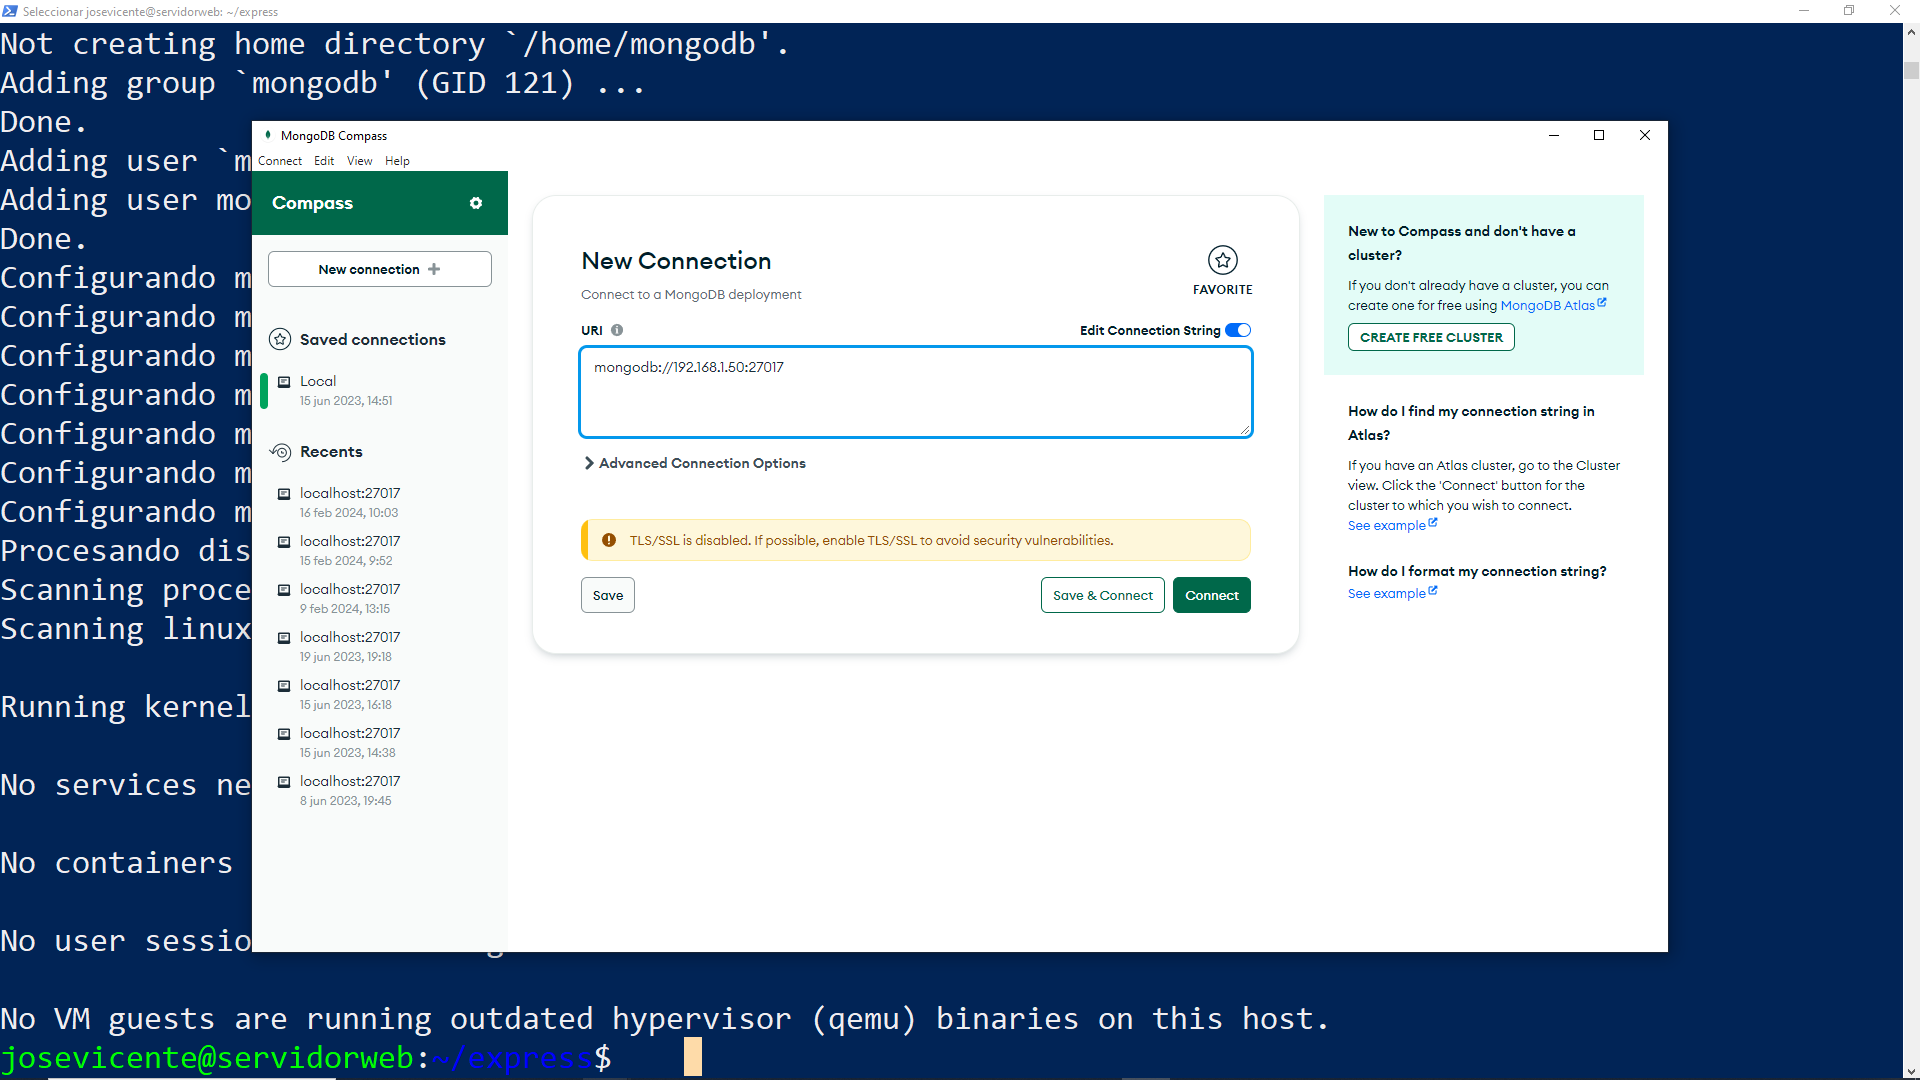 Seleccionar josevicente@servidorweb: ~/express
Not creating home directory `/home/mongodb'.
Adding group `mongodb' (GID 121) ...
Done.
Adding user `m
Adding user mo
Done.
Configurando m
Configurando m
Configurando m
Configurando m
Configurando m
Configurando m
Configurando m
Procesando dis
Scanning proce
Scanning linux
Running kernel
No services ne
No containers
No user sessio
No VM guests are running outdated hypervisor (qemu) binaries on this host.
josevicente@servidorweb:~/express$
MongoDB Compass
Connect Edit View Help
Compass
New connection +
Saved connections
Local
15 jun 2023, 14:51
Recents
localhost:27017
16 feb 2024, 10:03
localhost:27017
15 feb 2024, 9:52
localhost:27017
9 feb 2024, 13:15
localhost:27017
19 jun 2023, 19:18
localhost:27017
15 jun 2023, 16:18
localhost:27017
15 jun 2023, 14:38
localhost:27017
8 jun 2023, 19:45
New Connection
Connect to a MongoDB deployment
FAVORITE
URI
Edit Connection String
mongodb://192.168.1.50:27017
Advanced Connection Options
TLS/SSL is disabled. If possible, enable TLS/SSL to avoid security vulnerabilities.
Save
Save & Connect
Connect
New to Compass and don't have a
cluster?
If you don't already have a cluster, you can
create one for free using MongoDB Atlas
CREATE FREE CLUSTER
How do I find my connection string in
Atlas?
If you have an Atlas cluster, go to the Cluster
view. Click the 'Connect' button for the
cluster to which you wish to connect.
See example
How do I format my connection string?
See example